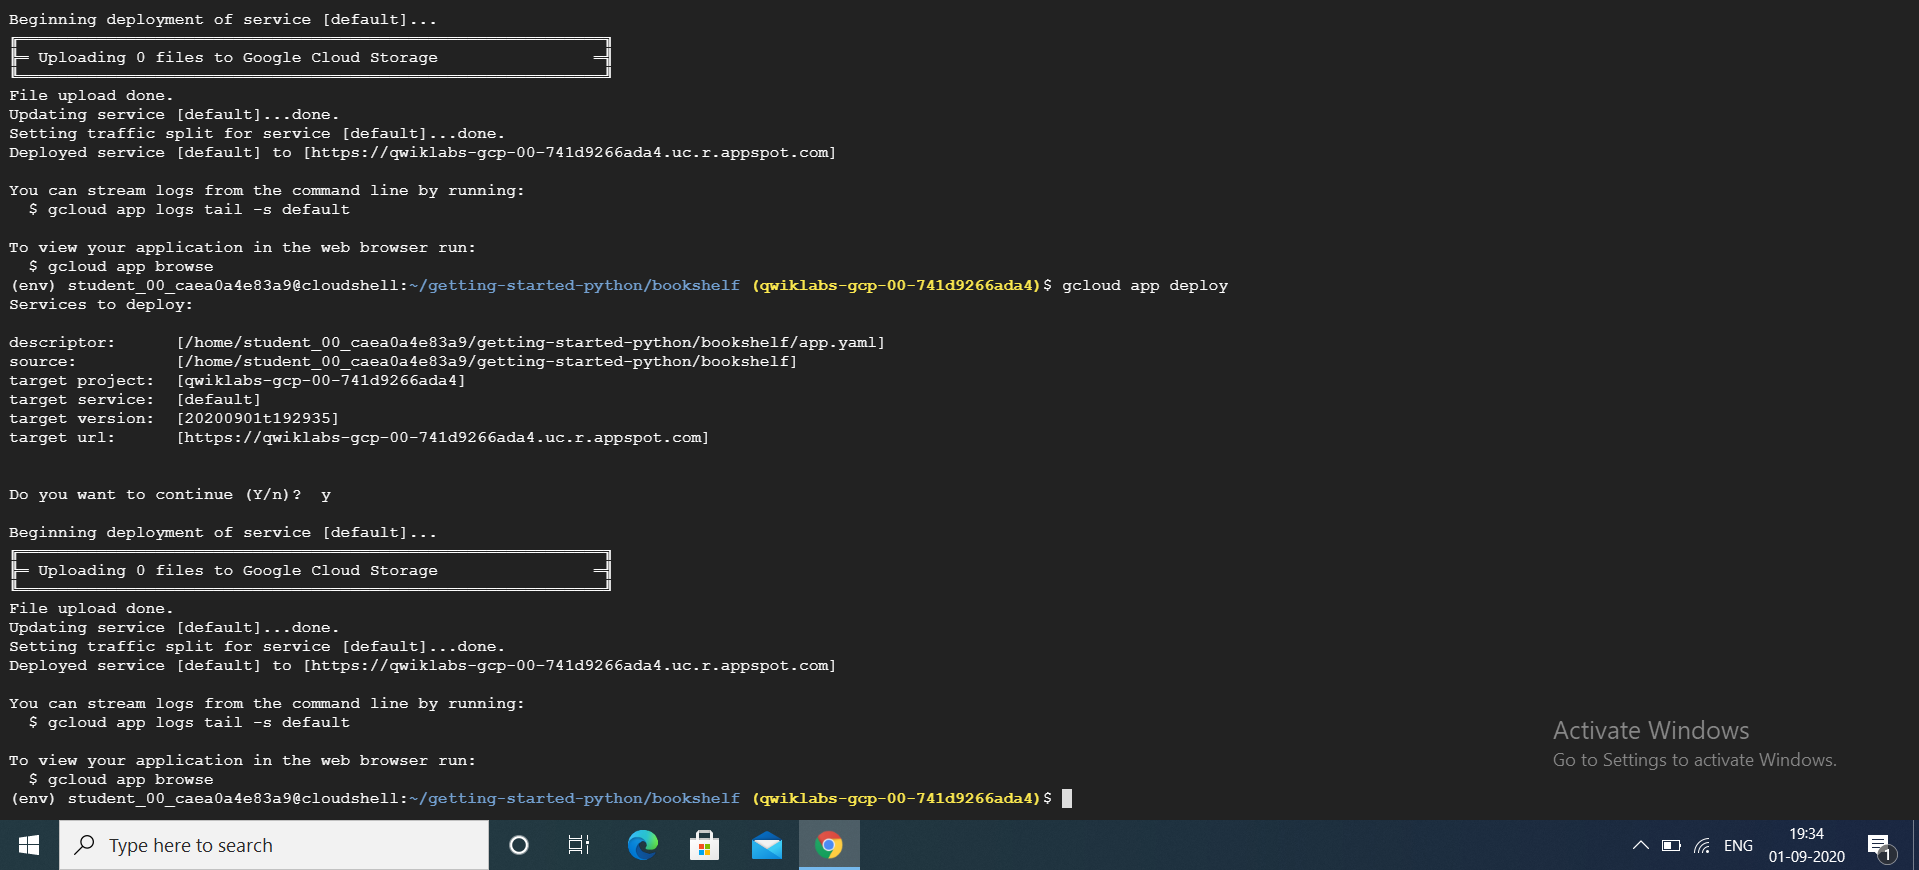 Beginning deployment of service [default]...
Uploading 0 files to Google Cloud Storage
File upload done.
Updating service [default]...done.
Setting traffic split for service [default]...done.
Deployed service [default] to [https://qwiklabs-gcp-00-741d9266ada4.uc.r.appspot.com]
You can stream logs from the command line by running:
$ gcloud app logs tail -s default
To view your application in the web browser run:
$ gcloud app browse
(env) student_00_caea0a4e83a9@cloudshell:~/getting-started-python/bookshelf (qwiklabs-gcp-00-741d9266ada4)$ gcloud app deploy
Services to deploy:
descriptor: [/home/student_00_caea0a4e83a9/getting-started-python/bookshelf/app.yaml]
source: [/home/student_00_caea0a4e83a9/getting-started-python/bookshelf]
target project: [qwiklabs-gcp-00-741d9266ada4]
target service: [default]
target version: [20200901t192935]
target url: [https://qwiklabs-gcp-00-741d9266ada4.uc.r.appspot.com]
Do you want to continue (Y/n)? y
Beginning deployment of service [default]...
Uploading 0 files to Google Cloud Storage
File upload done.
Updating service [default]...done.
Setting traffic split for service [default]...done.
Deployed service [default] to [https://qwiklabs-gcp-00-741d9266ada4.uc.r.appspot.com]
You can stream logs from the command line by running:
$ gcloud app logs tail -s default
To view your application in the web browser run:
$ gcloud app browse
(env) student_00_caea0a4e83a9@cloudshell:~/getting-started-python/bookshelf (qwiklabs-gcp-00-741d9266ada4)$
Activate Windows
Go to Settings to activate Windows.
Type here to search
ENG
19:34
01-09-2020
1